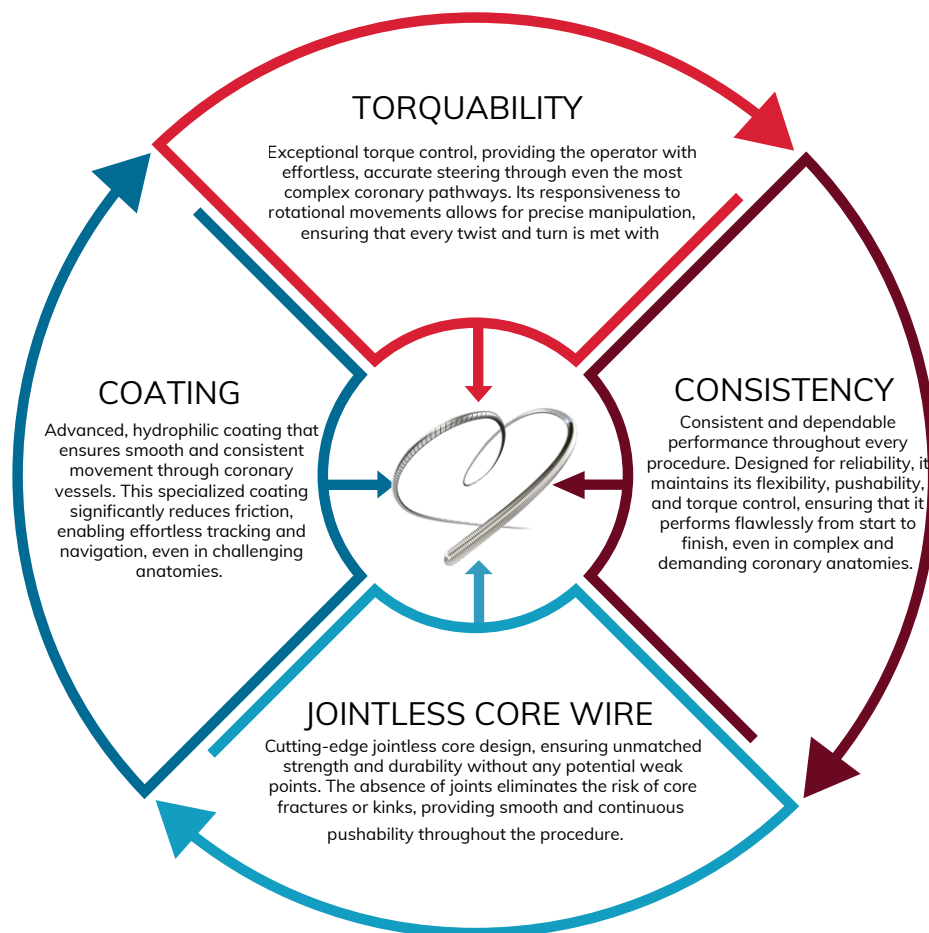 TORQUABILITY
Exceptional torque control, providing the operator with
effortless, accurate steering through even the most
complex coronary pathways. Its responsiveness to
rotational movements allows for precise manipulation,
ensuring that every twist and turn is met with
COATING
Advanced, hydrophilic coating that
ensures smooth and consistent
movement through coronary
vessels. This specialized coating
significantly reduces friction,
enabling effortless tracking and
navigation, even in challenging
anatomies.
CONSISTENCY
Consistent and dependable
performance throughout every
procedure. Designed for reliability, it
maintains its flexibility, pushability,
and torque control, ensuring that it
performs flawlessly from start to
finish, even in complex and
demanding coronary anatomies.
JOINTLESS CORE WIRE
Cutting-edge jointless core design, ensuring unmatched
strength and durability without any potential weak
points. The absence of joints eliminates the risk of core
fractures or kinks, providing smooth and continuous
pushability throughout the procedure.